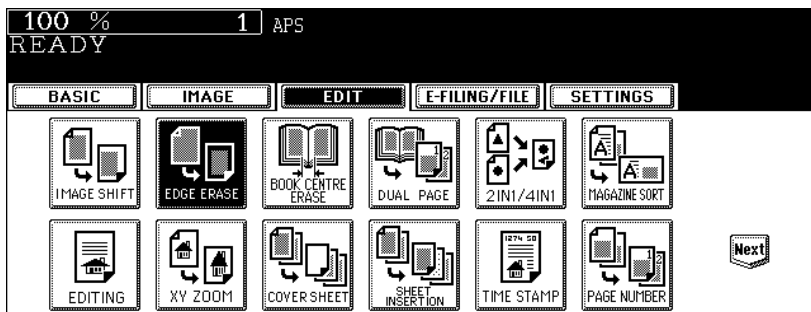 100 % 1 APS
READY
BASIC IMAGE EDIT E-FILING/FILE SETTINGS
IMAGE SHIFT
EDGE ERASE
BOOK CENTRE
ERASE
DUAL PAGE
2IN1/4IN1
MAGAZINE SORT
EDITING
XY ZOOM
COVER SHEET
SHEET
INSERTION
TIME STAMP
PAGE NUMBER
Next